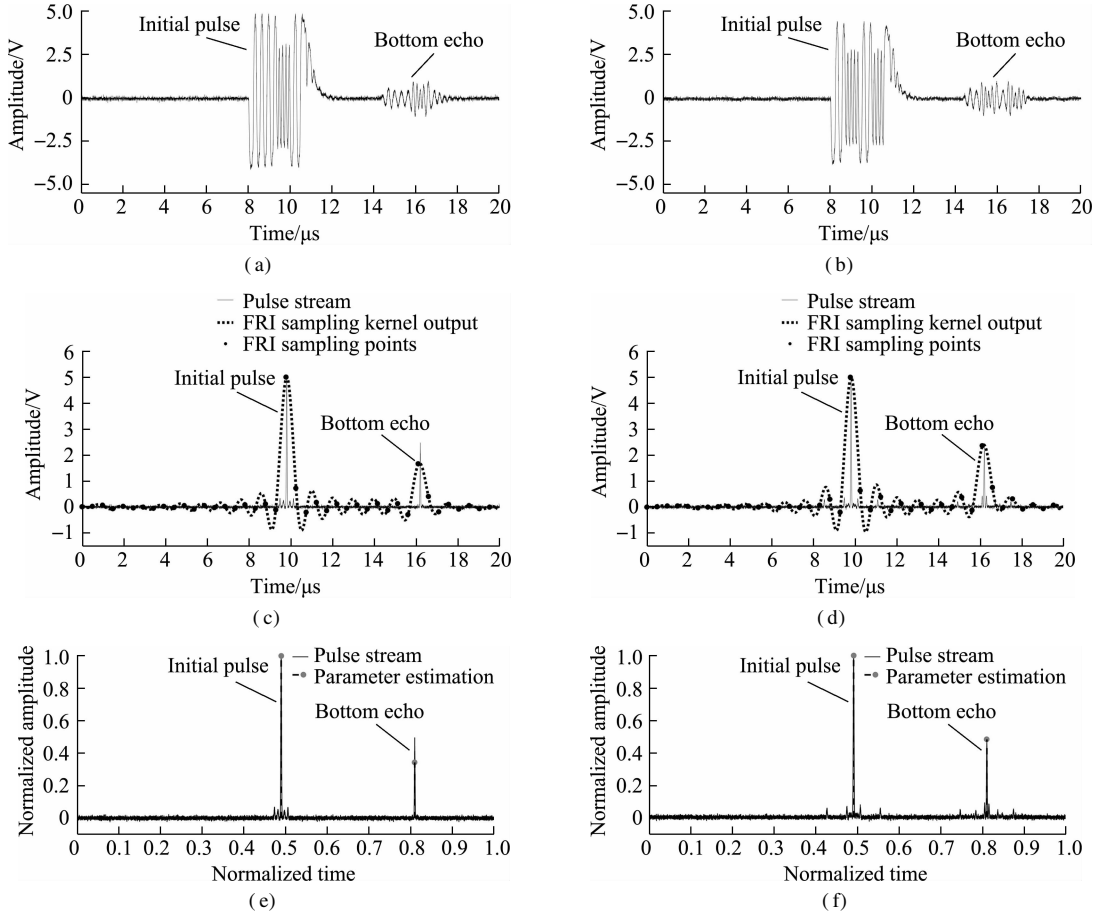 5.0
2.5
0
−2.5
−5.0
Amplitude/V
Initial pulse
Bottom echo
0 2 4 6 8 10 12 14 16 18 20
Time/μs
(a)
5.0
2.5
0
−2.5
−5.0
Amplitude/V
Initial pulse
Bottom echo
0 2 4 6 8 10 12 14 16 18 20
Time/μs
(b)
Pulse stream
FRI sampling kernel output
FRI sampling points
6
5
4
3
2
1
0
−1
Amplitude/V
Initial pulse
Bottom echo
0 2 4 6 8 10 12 14 16 18 20
Time/μs
(c)
Pulse stream
FRI sampling kernel output
FRI sampling points
6
5
4
3
2
1
0
−1
Amplitude/V
Initial pulse
Bottom echo
0 2 4 6 8 10 12 14 16 18 20
Time/μs
(d)
1.0
0.8
0.6
0.4
0.2
0
Normalized amplitude
Initial pulse
Pulse stream
Parameter estimation
Bottom echo
0 0.1 0.2 0.3 0.4 0.5 0.6 0.7 0.8 0.9 1.0
Normalized time
(e)
1.0
0.8
0.6
0.4
0.2
0
Normalized amplitude
Initial pulse
Pulse stream
Parameter estimation
Bottom echo
0 0.1 0.2 0.3 0.4 0.5 0.6 0.7 0.8 0.9 1.0
Normalized time
(f)